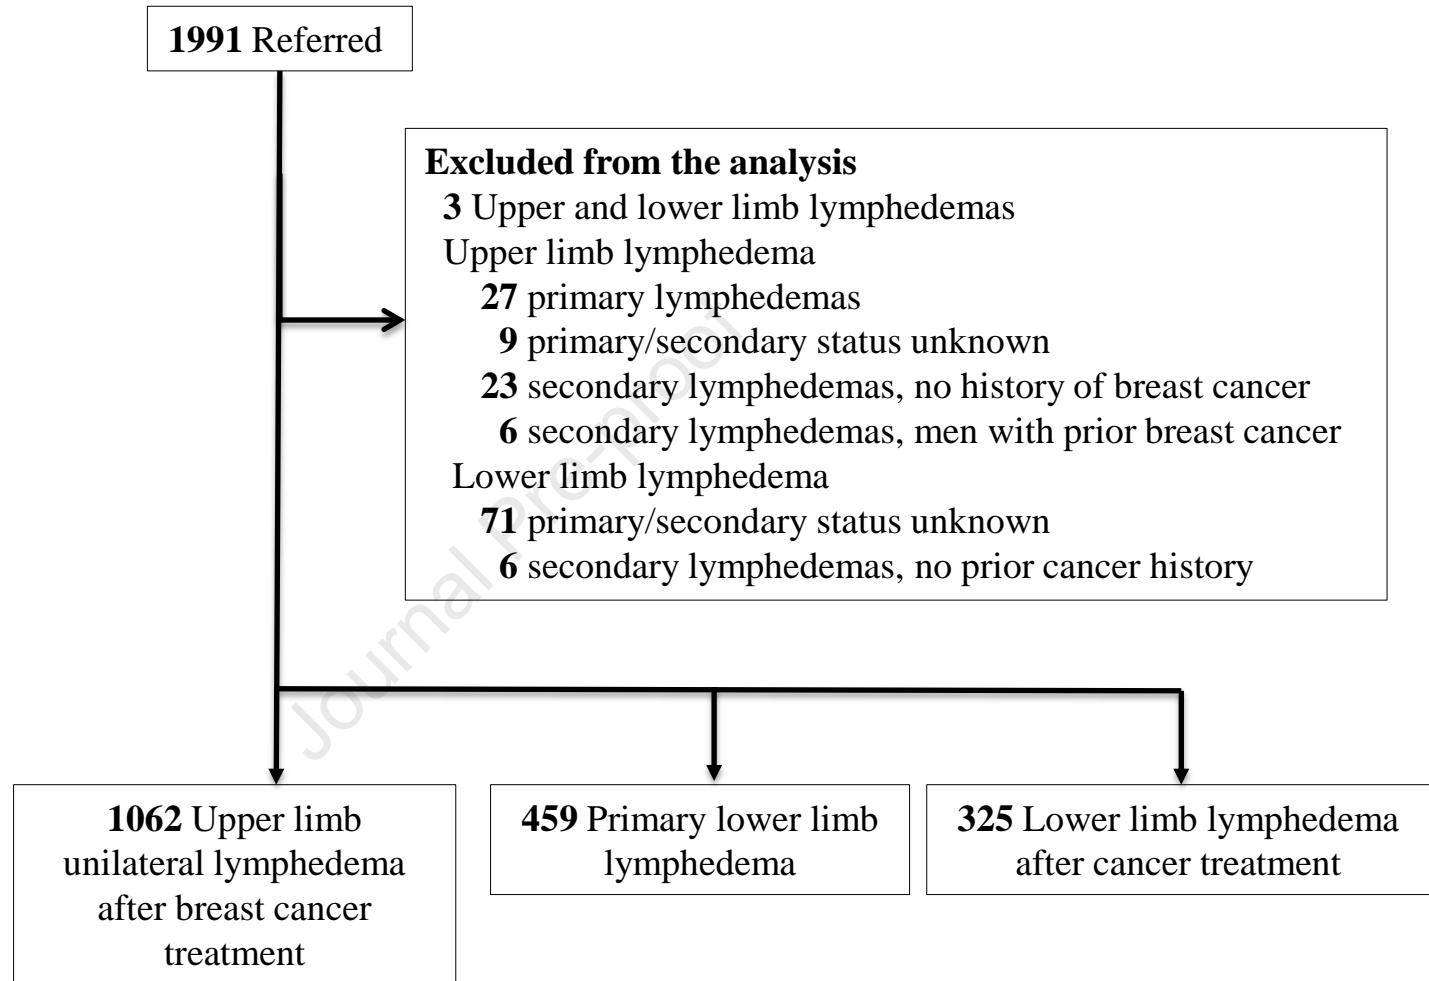 1991 Referred
Excluded from the analysis
3 Upper and lower limb lymphedemas
Upper limb lymphedema
27 primary lymphedemas
9 primary/secondary status unknown
23 secondary lymphedemas, no history of breast cancer
6 secondary lymphedemas, men with prior breast cancer
Lower limb lymphedema
71 primary/secondary status unknown
6 secondary lymphedemas, no prior cancer history
Journal Pre-proof
1062 Upper limb
unilateral lymphedema
after breast cancer
treatment
459 Primary lower limb
lymphedema
325 Lower limb lymphedema
after cancer treatment